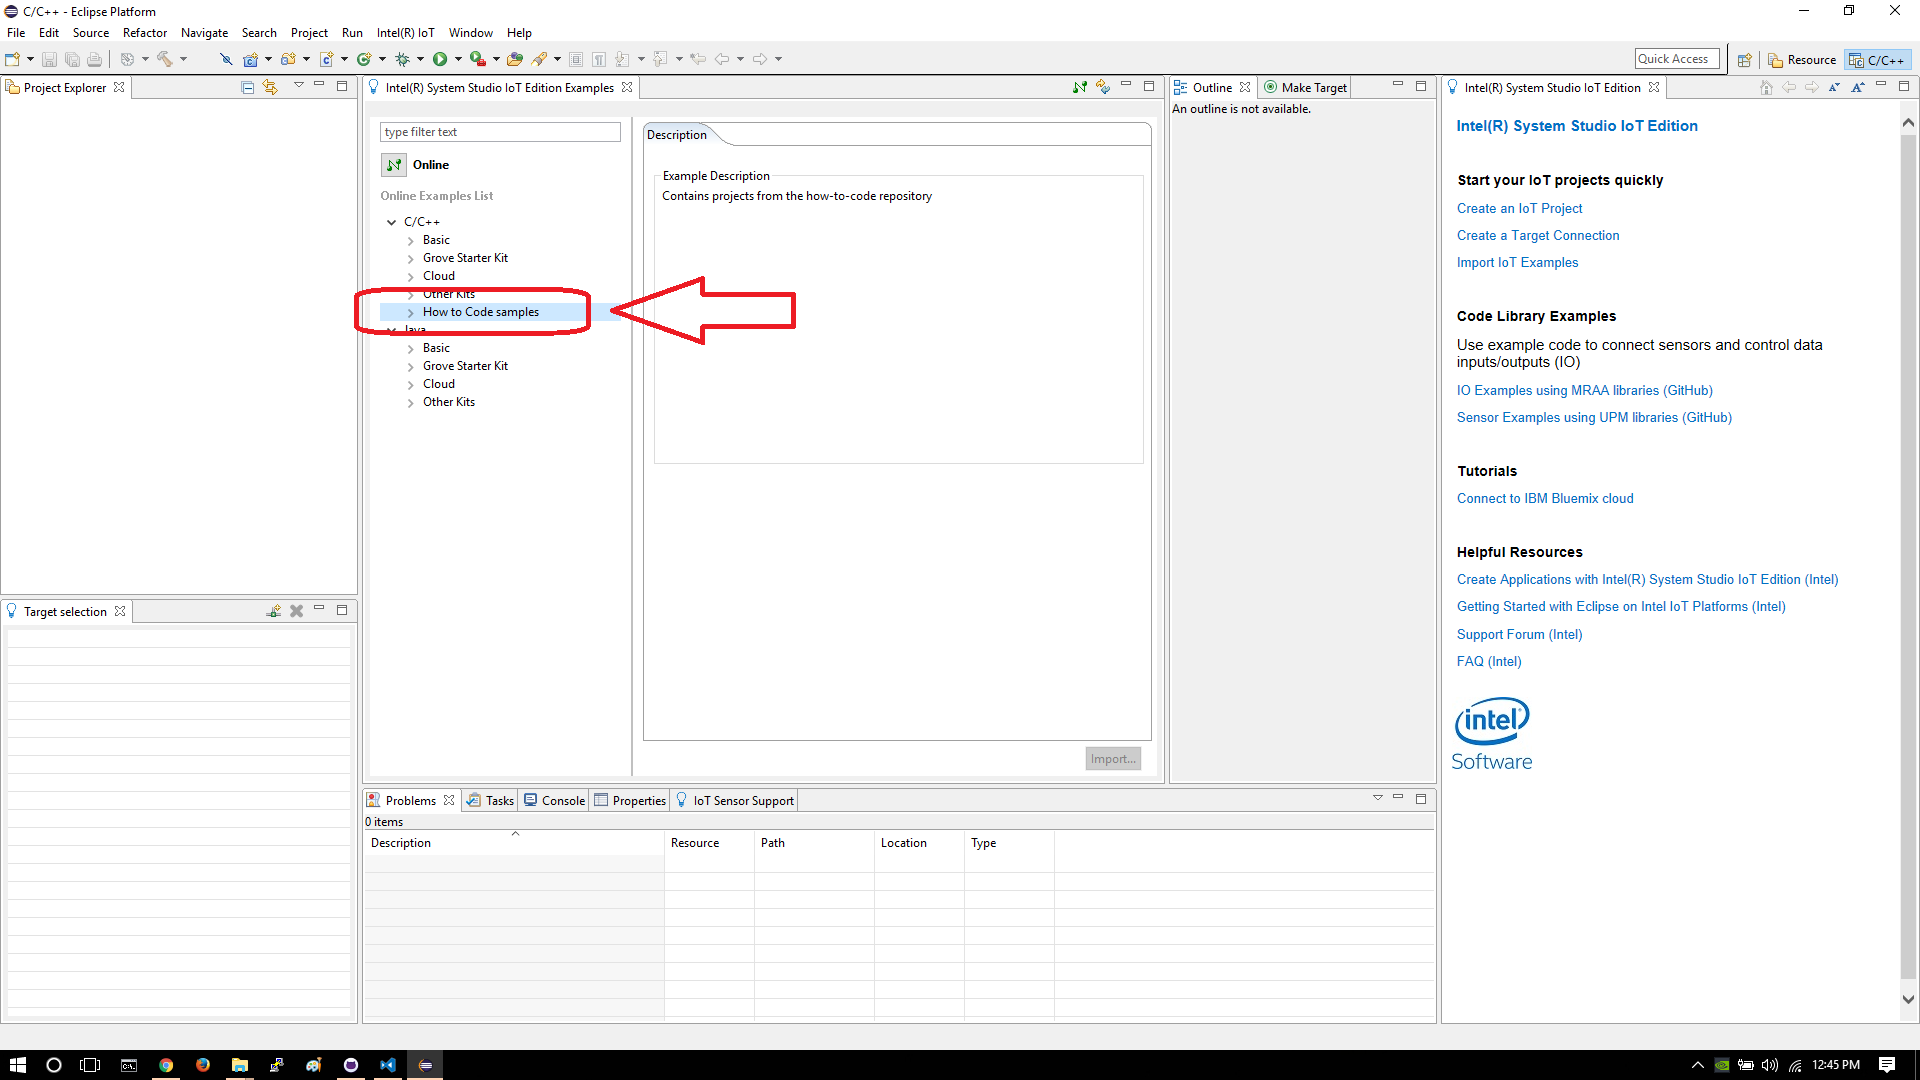 C/C++ - Eclipse Platform
File Edit Source Refactor Navigate Search Project Run Intel(R) IoT Window Help
Quick Access
Resource
C/C++
Project Explorer
Intel(R) System Studio IoT Edition Examples
type filter text
Online
Online Examples List
C/C++
Basic
Grove Starter Kit
Cloud
Other Kits
How to Code samples
Java
Basic
Grove Starter Kit
Cloud
Other Kits
Description
Example Description
Contains projects from the how-to-code repository
Import...
Outline
Make Target
An outline is not available.
Intel(R) System Studio IoT Edition
Intel(R) System Studio IoT Edition
Start your IoT projects quickly
Create an IoT Project
Create a Target Connection
Import IoT Examples
Code Library Examples
Use example code to connect sensors and control data
inputs/outputs (IO)
IO Examples using MRAA libraries (GitHub)
Sensor Examples using UPM libraries (GitHub)
Tutorials
Connect to IBM Bluemix cloud
Helpful Resources
Create Applications with Intel(R) System Studio IoT Edition (Intel)
Getting Started with Eclipse on Intel IoT Platforms (Intel)
Support Forum (Intel)
FAQ (Intel)
intel
Software
Target selection
Problems
Tasks
Console
Properties
IoT Sensor Support
0 items
Description Resource Path Location Type
12:45 PM